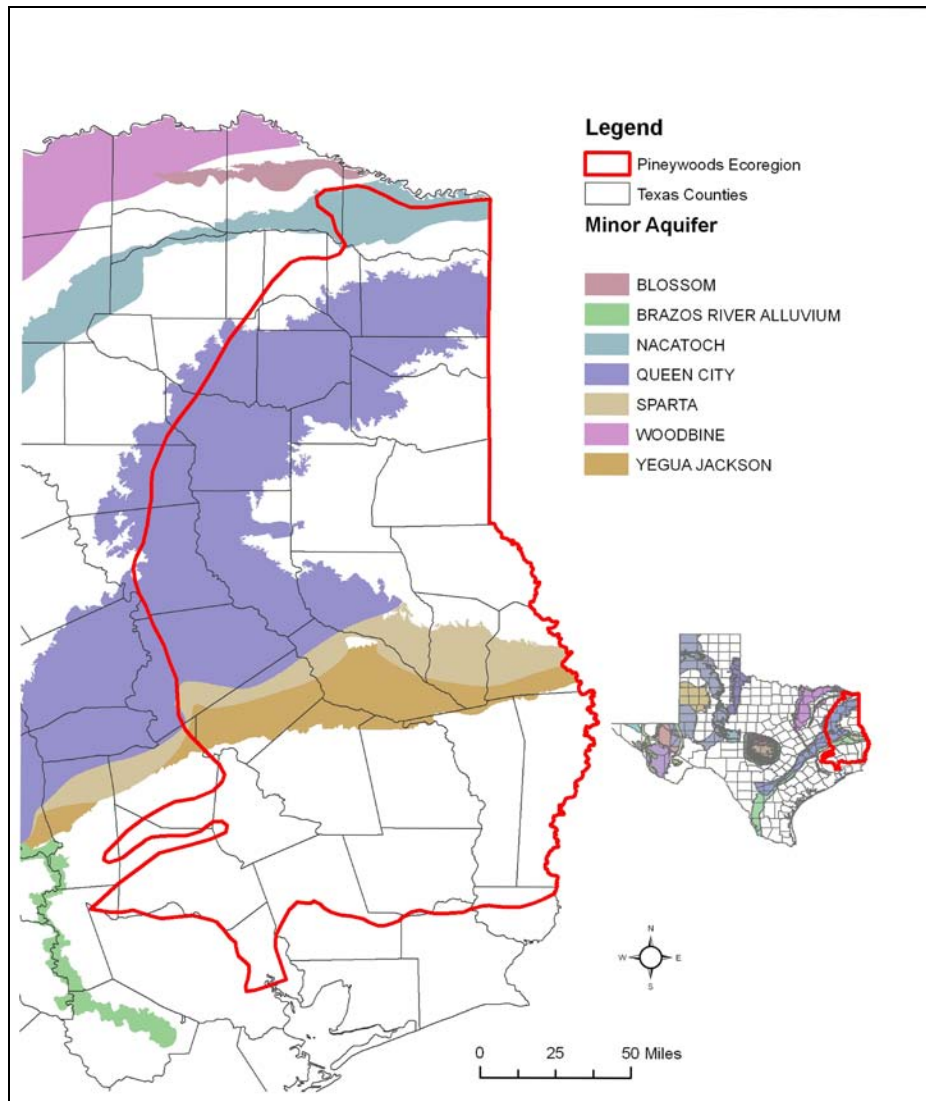 Legend
Pineywoods Ecoregion
Texas Counties
Minor Aquifer
BLOSSOM
BRAZOS RIVER ALLUVIUM
NACATOCH
QUEEN CITY
SPARTA
WOODBINE
YEGUA JACKSON
N
W E
S
0 25 50 Miles